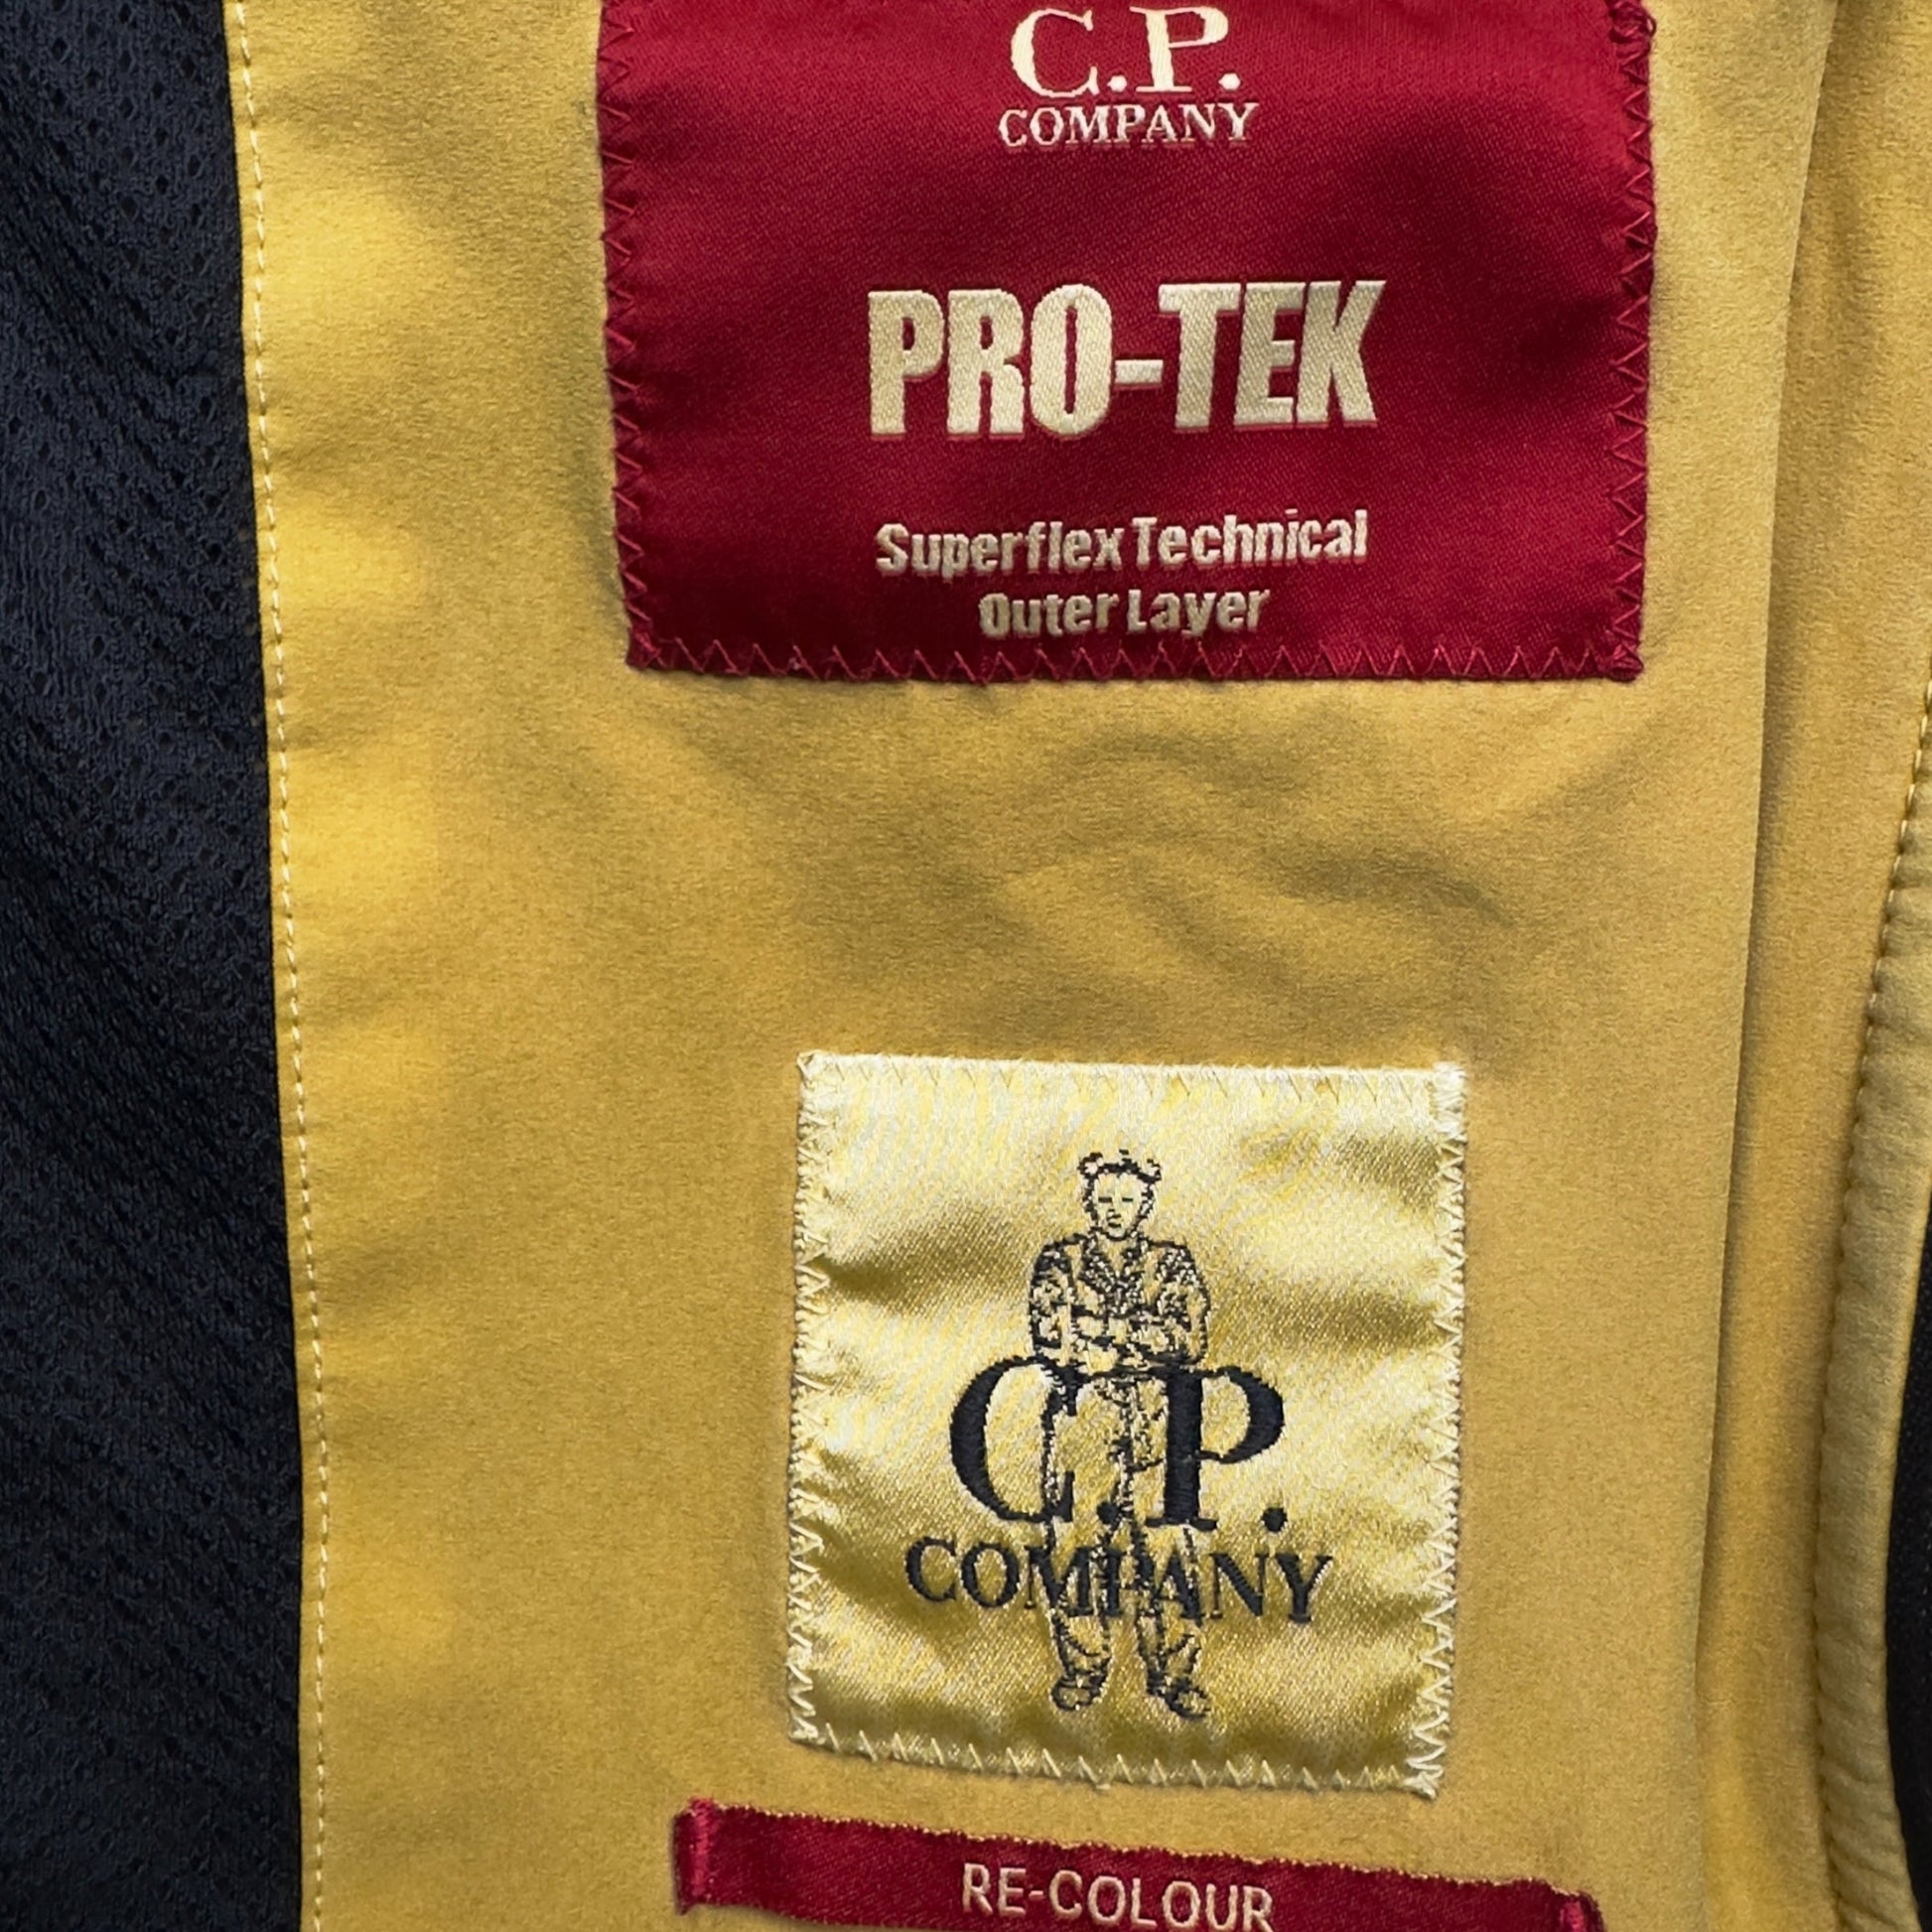 C.P.
COMPANY
PRO-TEK
Superflex Technical
Outer Layer
C.P.
COMPANY
RE-COLOUR